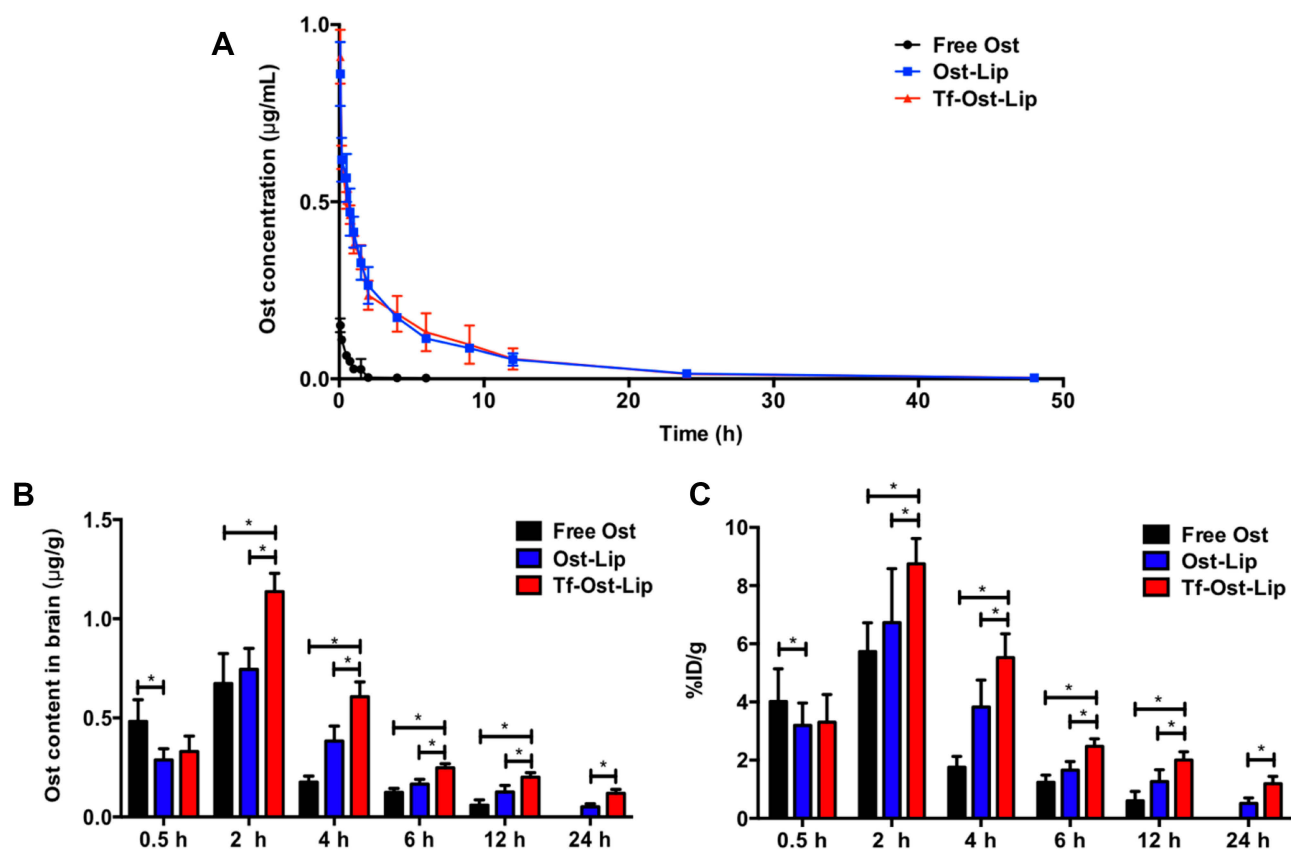 A
Ost concentration (μg/mL)
1.0
0.5
0.0
0 10 20 30 40 50
Time (h)
Free Ost
Ost-Lip
Tf-Ost-Lip
B
Ost content in brain (μg/g)
1.5
1.0
0.5
0.0
* * * * * * * * * * *
0.5 h 2 h 4 h 6 h 12 h 24 h
Free Ost
Ost-Lip
Tf-Ost-Lip
C
%ID/g
10
8
6
4
2
0
* * * * * * * * * *
0.5 h 2 h 4 h 6 h 12 h 24 h
Free Ost
Ost-Lip
Tf-Ost-Lip